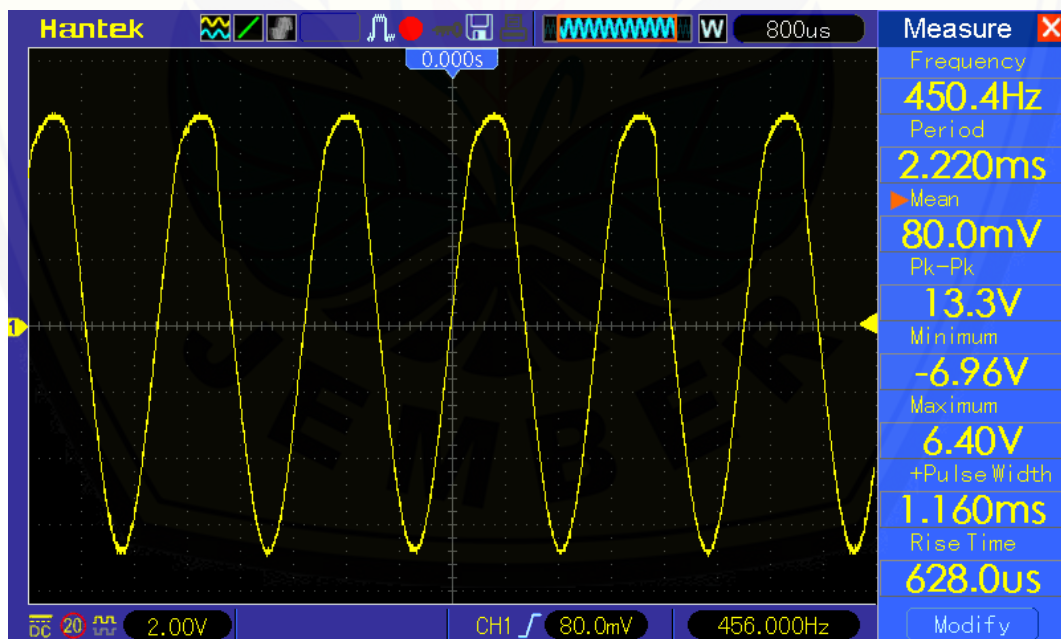 Hantek
W
800us
Measure
X
0.000s
Frequency
450.4Hz
Period
2.220ms
Mean
80.0mV
Pk-Pk
13.3V
Minimum
-6.96V
Maximum
6.40V
+Pulse Width
1.160ms
Rise Time
628.0us
1
JEMBER
DC 20 2.00V CH1 80.0mV 456.000Hz Modify